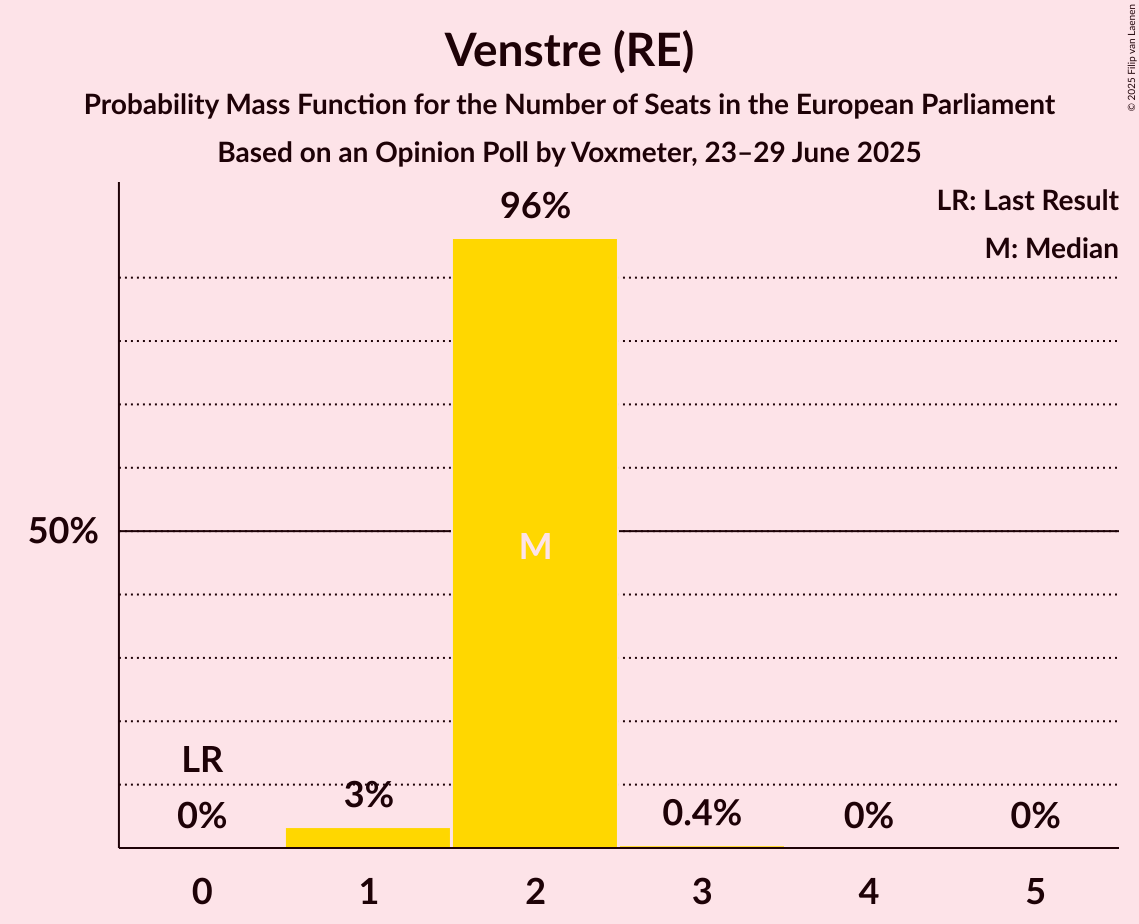 Venstre (RE)
Probability Mass Function for the Number of Seats in the European Parliament
Based on an Opinion Poll by Voxmeter, 23–29 June 2025
© 2025 Filip van Laenen
LR: Last Result
M: Median
96%
50%
M
LR
0%
3%
0.4%
0%
0%
0 1 2 3 4 5